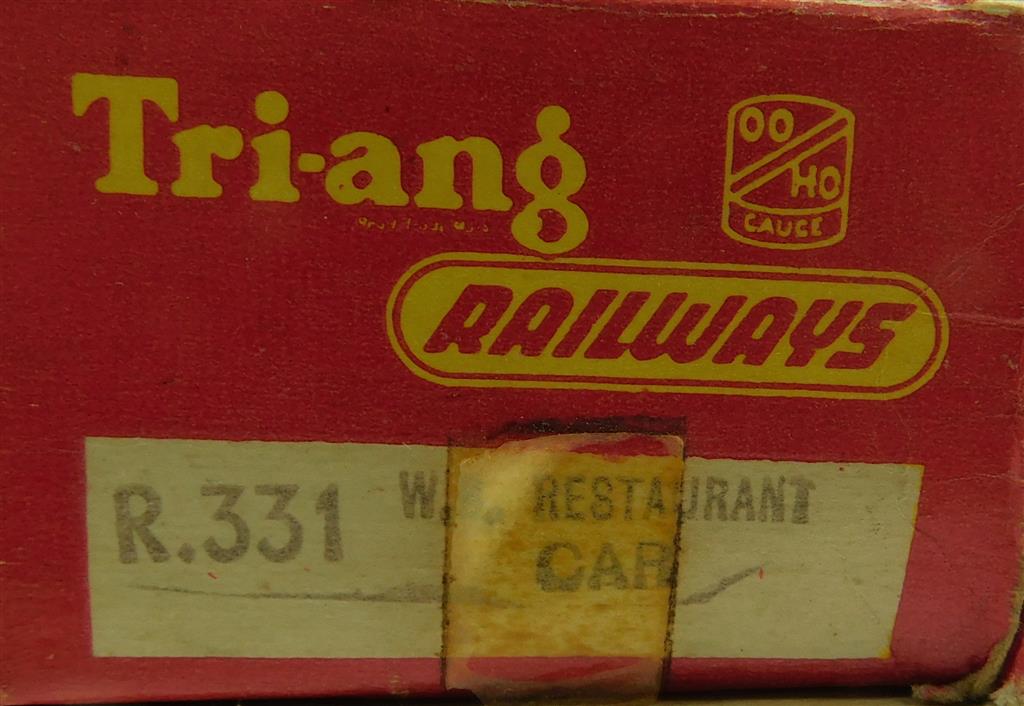 Tri-ang
OO
HO
GAUGE
RAILWAYS
R.331 W. RESTAURANT
CAR